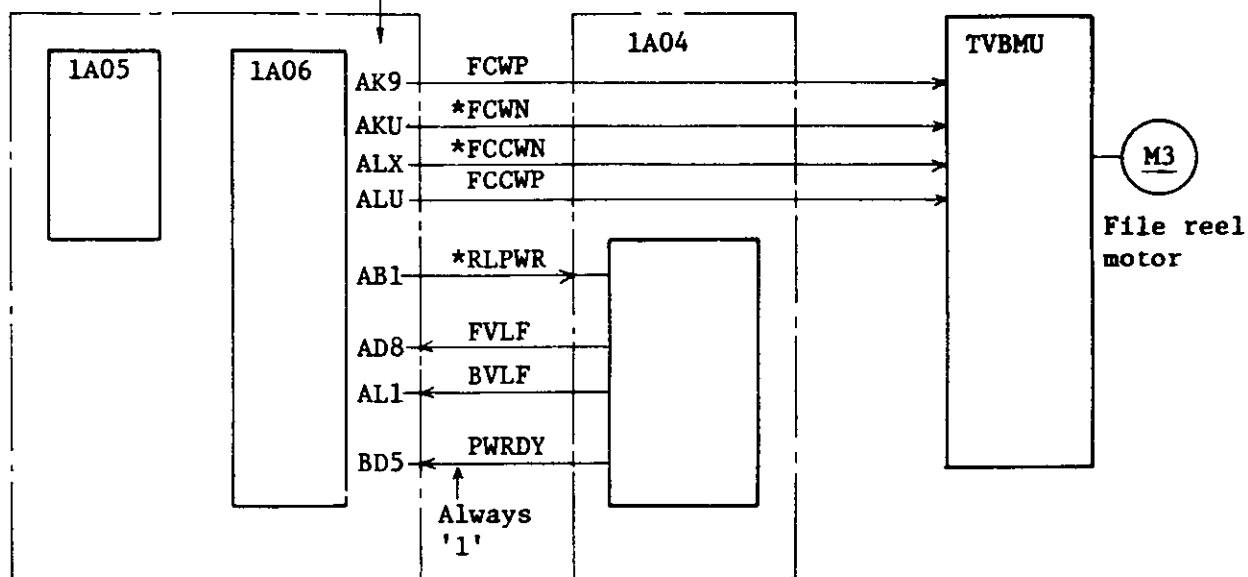 1A05
1A06
1A04
TVBMU
AK9
FCWP
AKU
*FCWN
ALX
*FCCWN
ALU
FCCWP
M3
File reel
motor
AB1
*RLPWR
AD8
FVLF
AL1
BVLF
BD5
PWRDY
Always
'1'